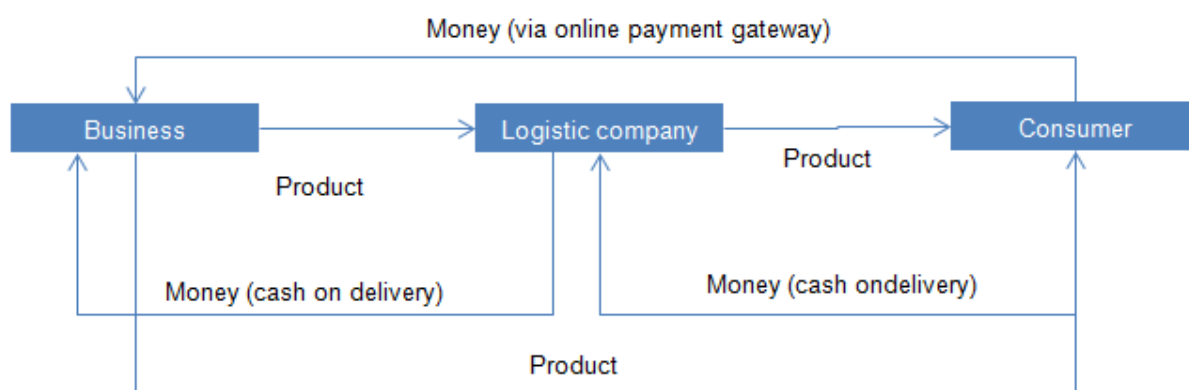 Money (via online payment gateway)
Business
Logistic company
Consumer
Product
Product
Money (cash on delivery)
Money (cash ondelivery)
Product